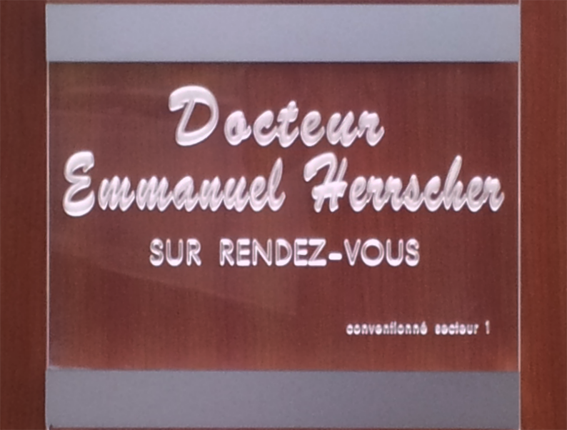 Docteur
Emmanuel Herrscher
SUR RENDEZ-VOUS
conventionné secteur 1